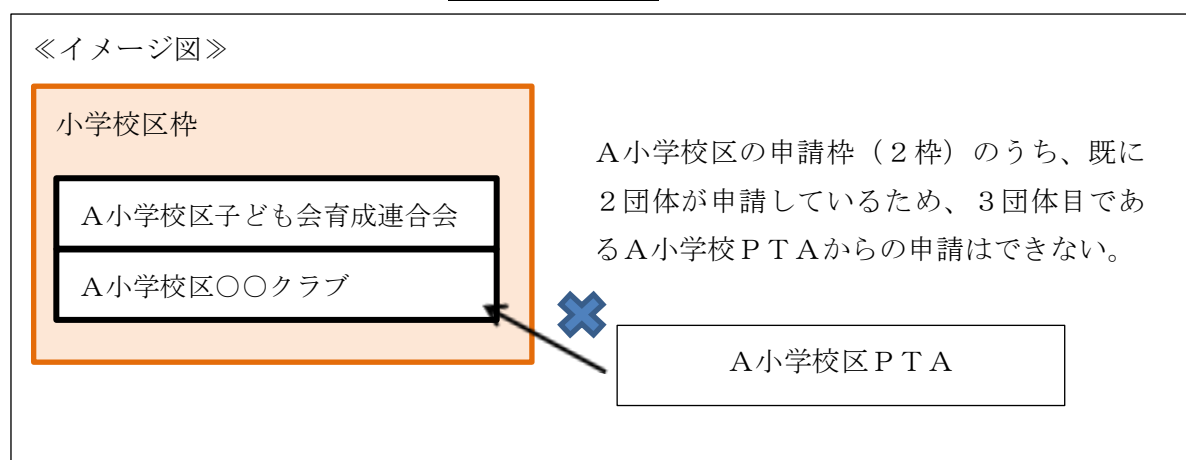 ≪イメージ図≫
小学校区枠
A小学校区子ども会育成連合会
A小学校区○○クラブ
A小学校区の申請枠（２枠）のうち、既に
２団体が申請しているため、３団体目であ
るA小学校ＰＴＡからの申請はできない。
A小学校区ＰＴＡ